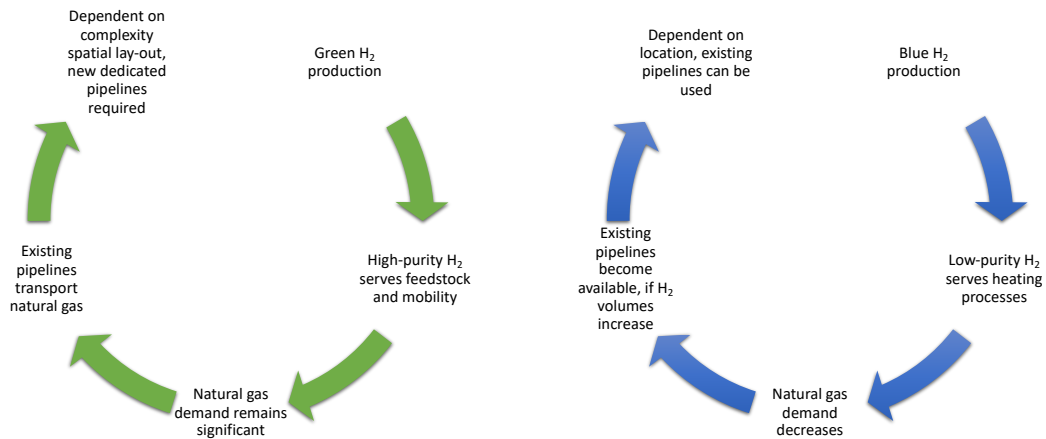 Green H₂
production
High-purity H₂
serves feedstock
and mobility
Natural gas
demand remains
significant
Existing
pipelines
transport
natural gas
Dependent on
complexity
spatial lay-out,
new dedicated
pipelines
required
Blue H₂
production
Low-purity H₂
serves heating
processes
Natural gas
demand
decreases
Existing
pipelines
become
available, if H₂
volumes
increase
Dependent on
location, existing
pipelines can be
used